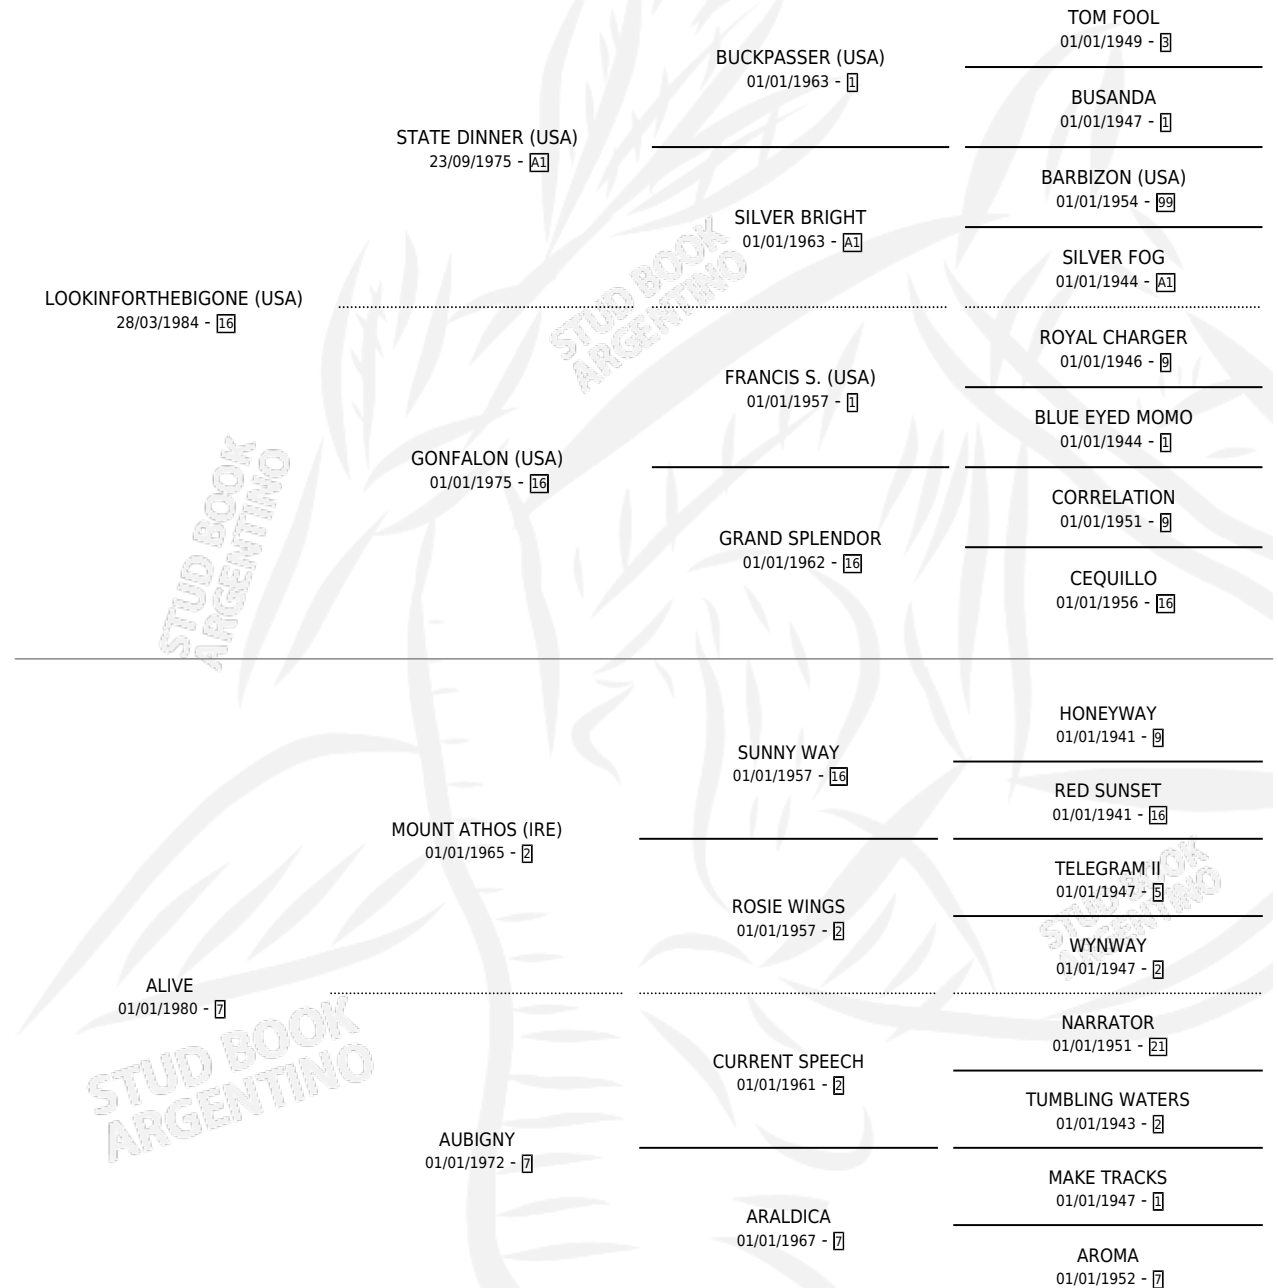 TOM FOOL
01/01/1949 - 3
BUCKPASSER (USA)
01/01/1963 - 1
BUSANDA
01/01/1947 - 1
STATE DINNER (USA)
23/09/1975 - A1
BARBIZON (USA)
01/01/1954 - 99
SILVER BRIGHT
01/01/1963 - A1
SILVER FOG
01/01/1944 - A1
LOOKINFORTHEBIGONE (USA)
28/03/1984 - 16
ROYAL CHARGER
01/01/1946 - 9
FRANCIS S. (USA)
01/01/1957 - 1
BLUE EYED MOMO
01/01/1944 - 1
GONFALON (USA)
01/01/1975 - 16
CORRELATION
01/01/1951 - 9
GRAND SPLENDOR
01/01/1962 - 16
CEQUILLO
01/01/1956 - 16
HONEYWAY
01/01/1941 - 9
SUNNY WAY
01/01/1957 - 16
RED SUNSET
01/01/1941 - 16
MOUNT ATHOS (IRE)
01/01/1965 - 2
TELEGRAM II
01/01/1947 - 5
ROSIE WINGS
01/01/1957 - 2
WYNWAY
01/01/1947 - 2
ALIVE
01/01/1980 - 7
NARRATOR
01/01/1951 - 21
CURRENT SPEECH
01/01/1961 - 2
TUMBLING WATERS
01/01/1943 - 2
AUBIGNY
01/01/1972 - 7
MAKE TRACKS
01/01/1947 - 1
ARALDICA
01/01/1967 - 7
AROMA
01/01/1952 - 7
STUD BOOK
ARGENTINO
STUD BOOK
ARGENTINO
STUD BOOK
ARGENTINO
STUD BOOK
ARGENTINO